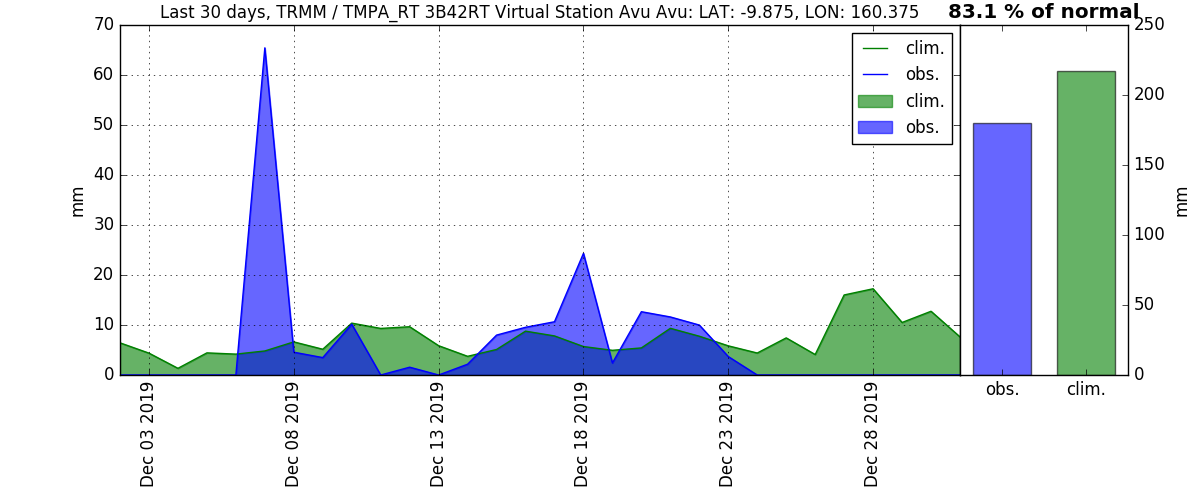 Last 30 days, TRMM / TMPA_RT 3B42RT Virtual Station Avu Avu: LAT: -9.875, LON: 160.375
83.1 % of normal
70
60
50
40
30
20
10
0
mm
clim.
obs.
clim.
obs.
Dec 03 2019
Dec 08 2019
Dec 13 2019
Dec 18 2019
Dec 23 2019
Dec 28 2019
250
200
150
100
50
0
mm
obs.
clim.